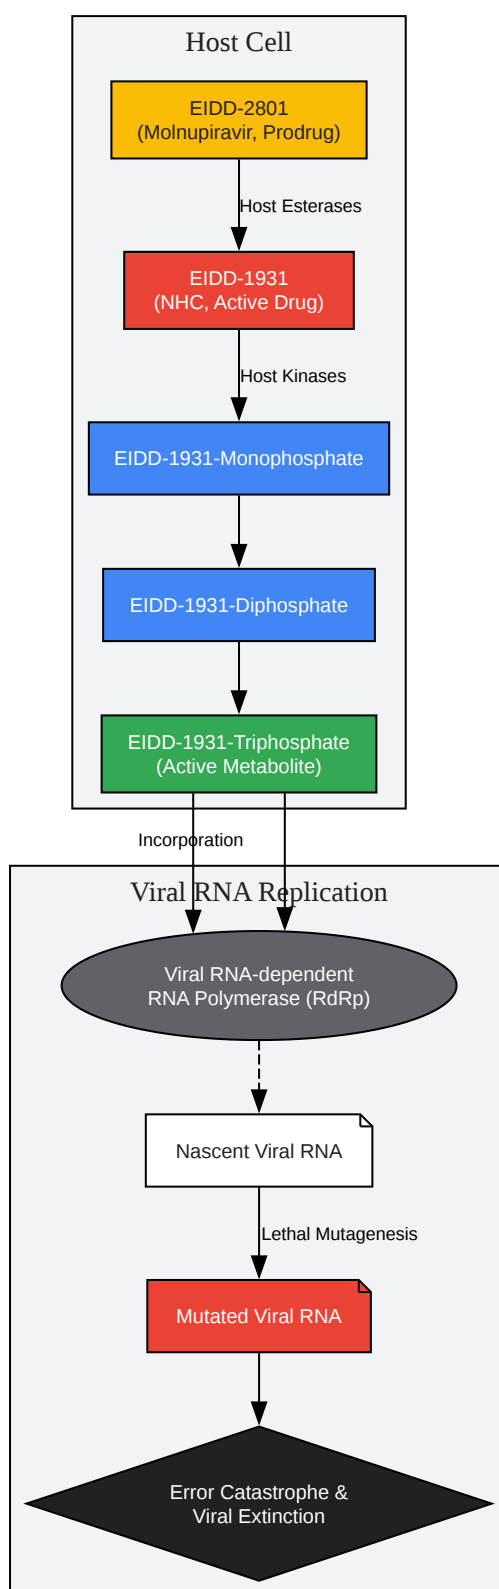 Host Cell
EIDD-2801
(Molnupiravir, Prodrug)
Host Esterases
EIDD-1931
(NHC, Active Drug)
Host Kinases
EIDD-1931-Monophosphate
EIDD-1931-Diphosphate
EIDD-1931-Triphosphate
(Active Metabolite)
Incorporation
Viral RNA Replication
Viral RNA-dependent
RNA Polymerase (RdRp)
Nascent Viral RNA
Lethal Mutagenesis
Mutated Viral RNA
Error Catastrophe &
Viral Extinction